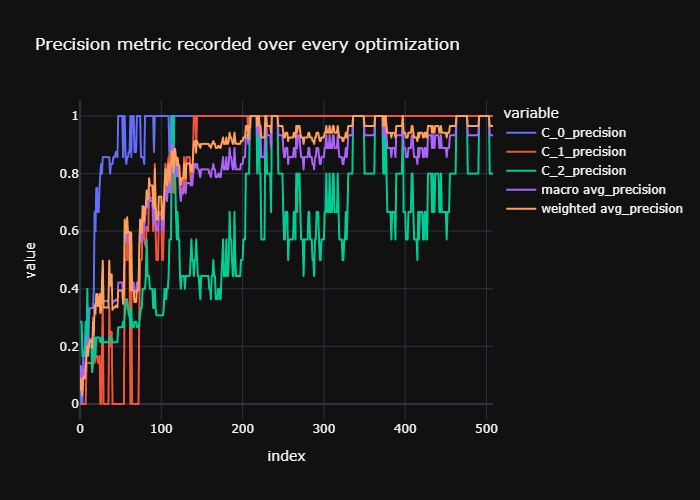 Precision metric recorded over every optimization
variable
C_0_precision
C_1_precision
C_2_precision
macro avg_precision
weighted avg_precision
1
0.8
0.6
0.4
0.2
0
value
0 100 200 300 400 500
index